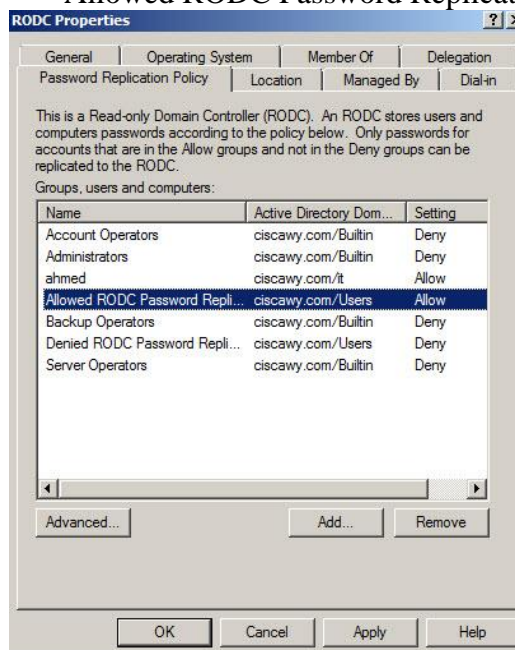 Allowed RODC Password Replicat
RODC Properties
General Operating System Member Of Delegation
Password Replication Policy Location Managed By Dial-in
This is a Read-only Domain Controller (RODC). An RODC stores users and
computers passwords according to the policy below. Only passwords for
accounts that are in the Allow groups and not in the Deny groups can be
replicated to the RODC.
Groups, users and computers:
Name Active Directory Dom... Setting
Account Operators ciscawy.com/Builtin Deny
Administrators ciscawy.com/Builtin Deny
ahmed ciscawy.com/it Allow
Allowed RODC Password Repli... ciscawy.com/Users Allow
Backup Operators ciscawy.com/Builtin Deny
Denied RODC Password Repli... ciscawy.com/Users Deny
Server Operators ciscawy.com/Builtin Deny
Advanced... Add... Remove
OK Cancel Apply Help